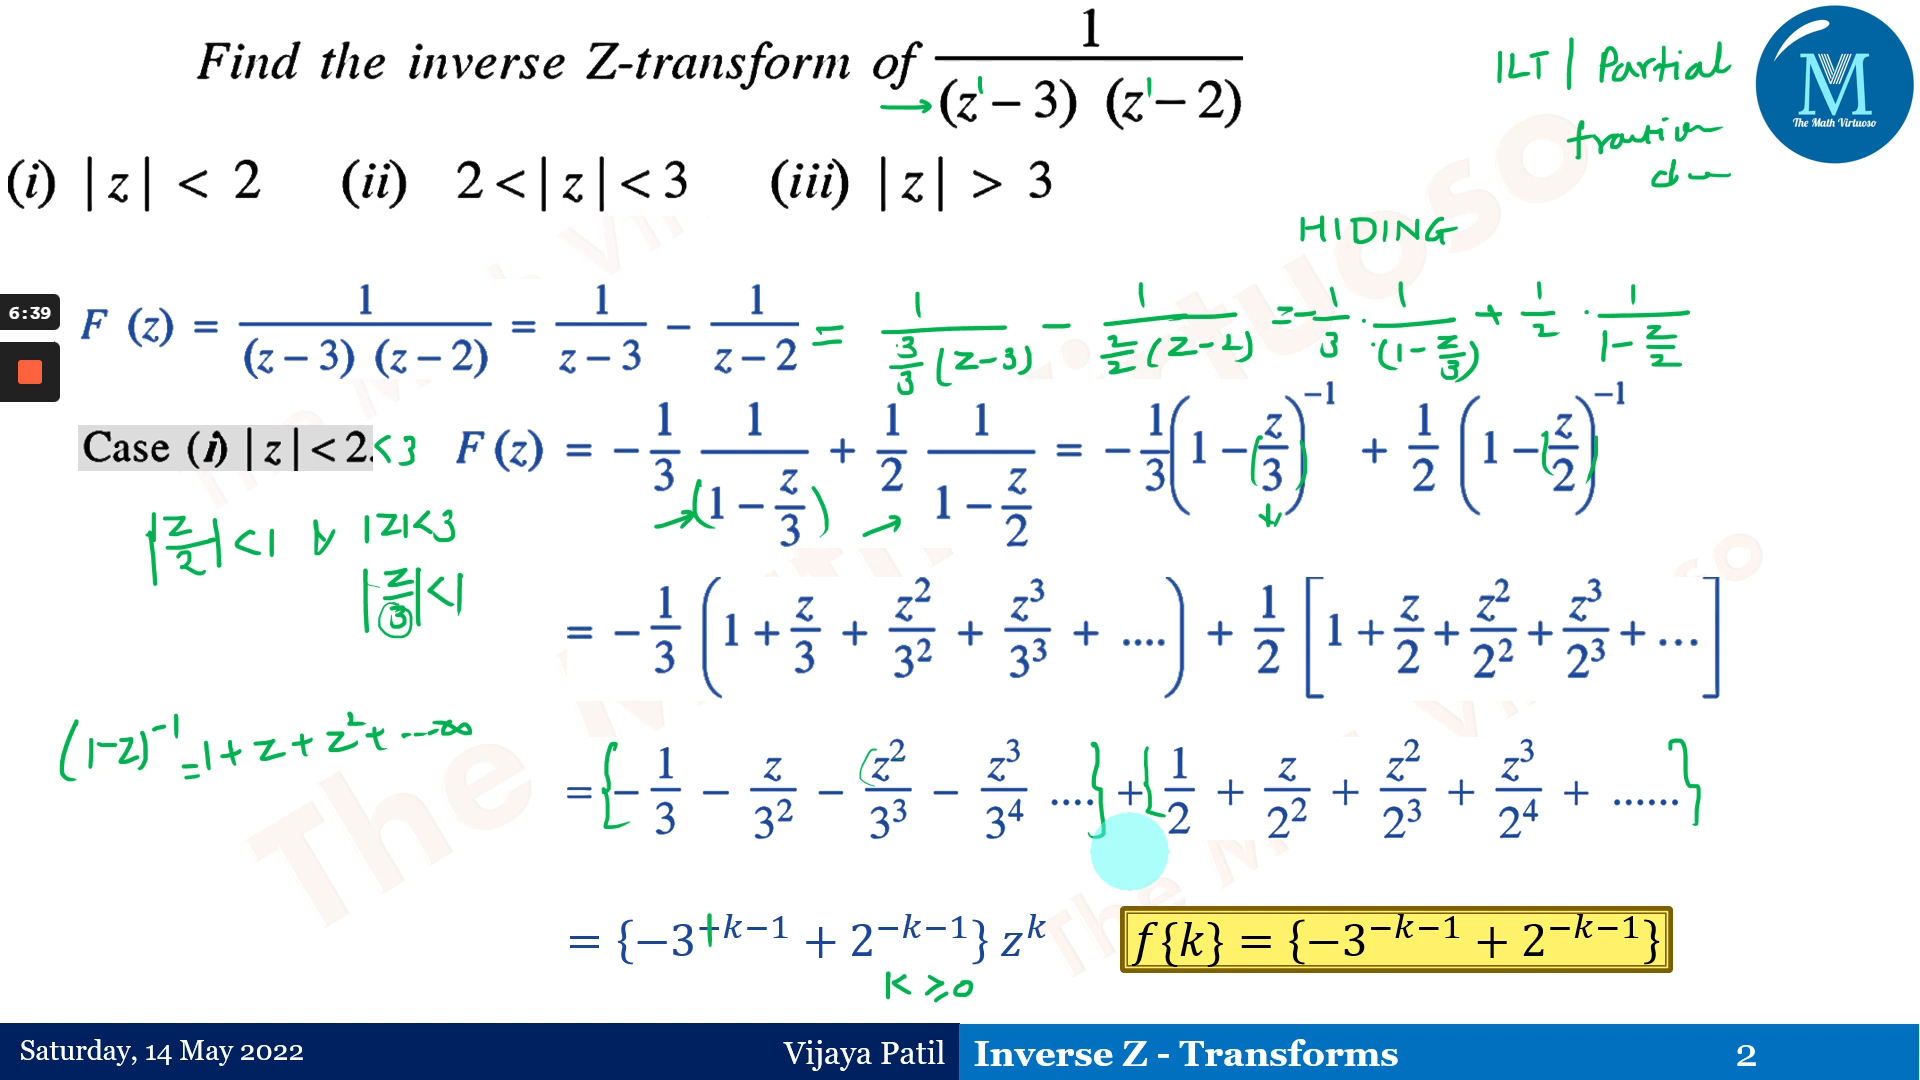 Find the inverse Z-transform of 1 / (z¹ – 3) (z¹ – 2)
→
ILT | Partial
fraction
M
The Math Virtuoso
(i) | z | < 2 (ii) 2 < | z | < 3 (iii) | z | > 3
HIDING
6:39
F (z) = 1/((z – 3) (z – 2)) = 1/(z – 3) – 1/(z – 2) = 1/(3/3 (z-3)) – 1/(2/2 (z-2)) = -1/3 · 1/(1 - z/3) + 1/2 · 1/(1 - z/2)
Case (i) | z | < 2. < 3 F (z) = – 1/3 1/(1 – z/3) + 1/2 1/(1 – z/2) = – 1/3 (1 – z/3)^–1 + 1/2 (1 – (z/2))^–1
|z/2| < 1 |z| < 3
|z/3| < 1
= – 1/3 (1 + z/3 + z²/3² + z³/3³ + ....) + 1/2 [1 + z/2 + z²/2² + z³/2³ + ...]
(1-z)^-1 = 1 + z + z² + ---∞
= {– 1/3 – z/3² – z²/3³ – z³/3⁴ ....} + {1/2 + z/2² + z²/2³ + z³/2⁴ + ......}
= {−3^+k−1 + 2^−k−1} z^k f{k} = {−3^−k−1 + 2^−k−1}
k ≥ 0
Saturday, 14 May 2022 Vijaya Patil Inverse Z - Transforms 2